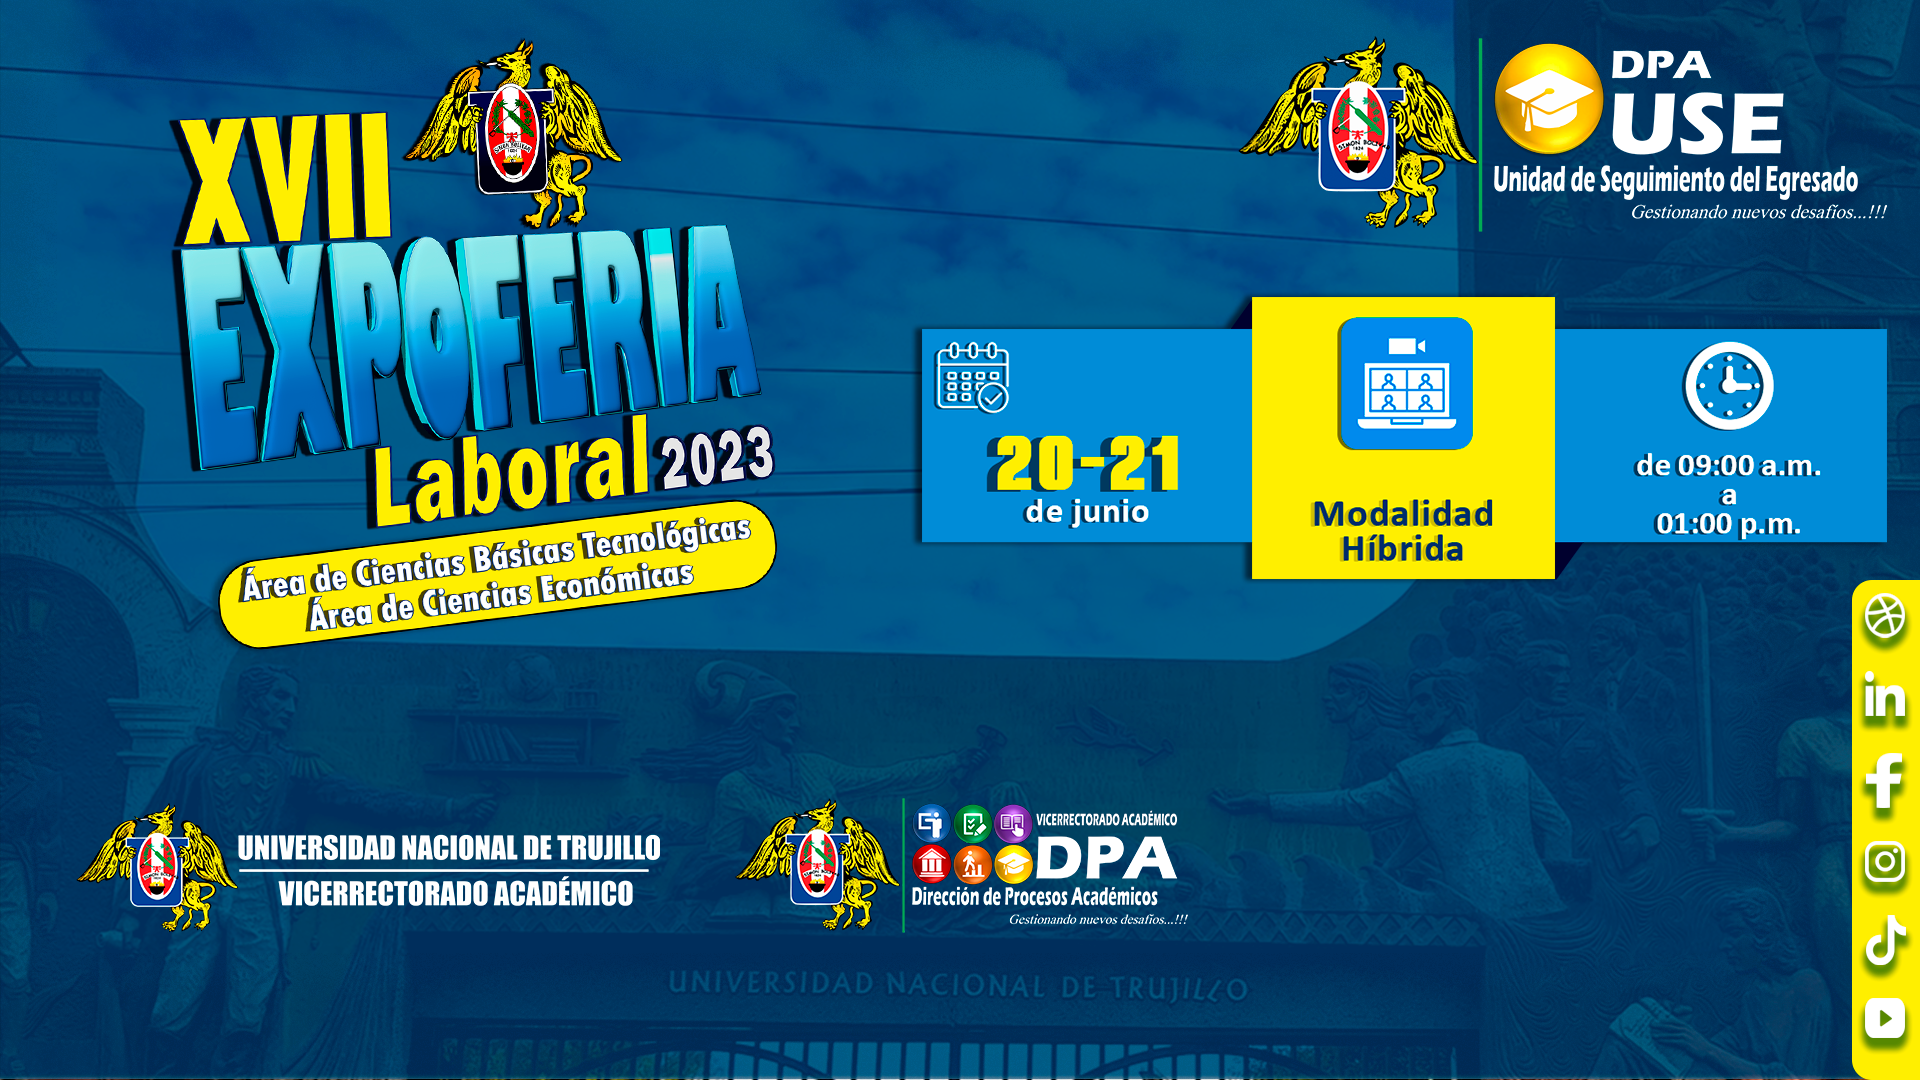 XVII
EXPOFERIA
Laboral 2023
Área de Ciencias Básicas Tecnológicas
Área de Ciencias Económicas
DPA
USE
Unidad de Seguimiento del Egresado
Gestionando nuevos desafíos...!!!
20-21
de junio
Modalidad
Híbrida
de 09:00 a.m.
a
01:00 p.m.
UNIVERSIDAD NACIONAL DE TRUJILLO
VICERRECTORADO ACADÉMICO
VICERRECTORADO ACADÉMICO
DPA
Dirección de Procesos Académicos
Gestionando nuevos desafíos...!!!
UNIVERSIDAD NACIONAL DE TRUJILLO
in